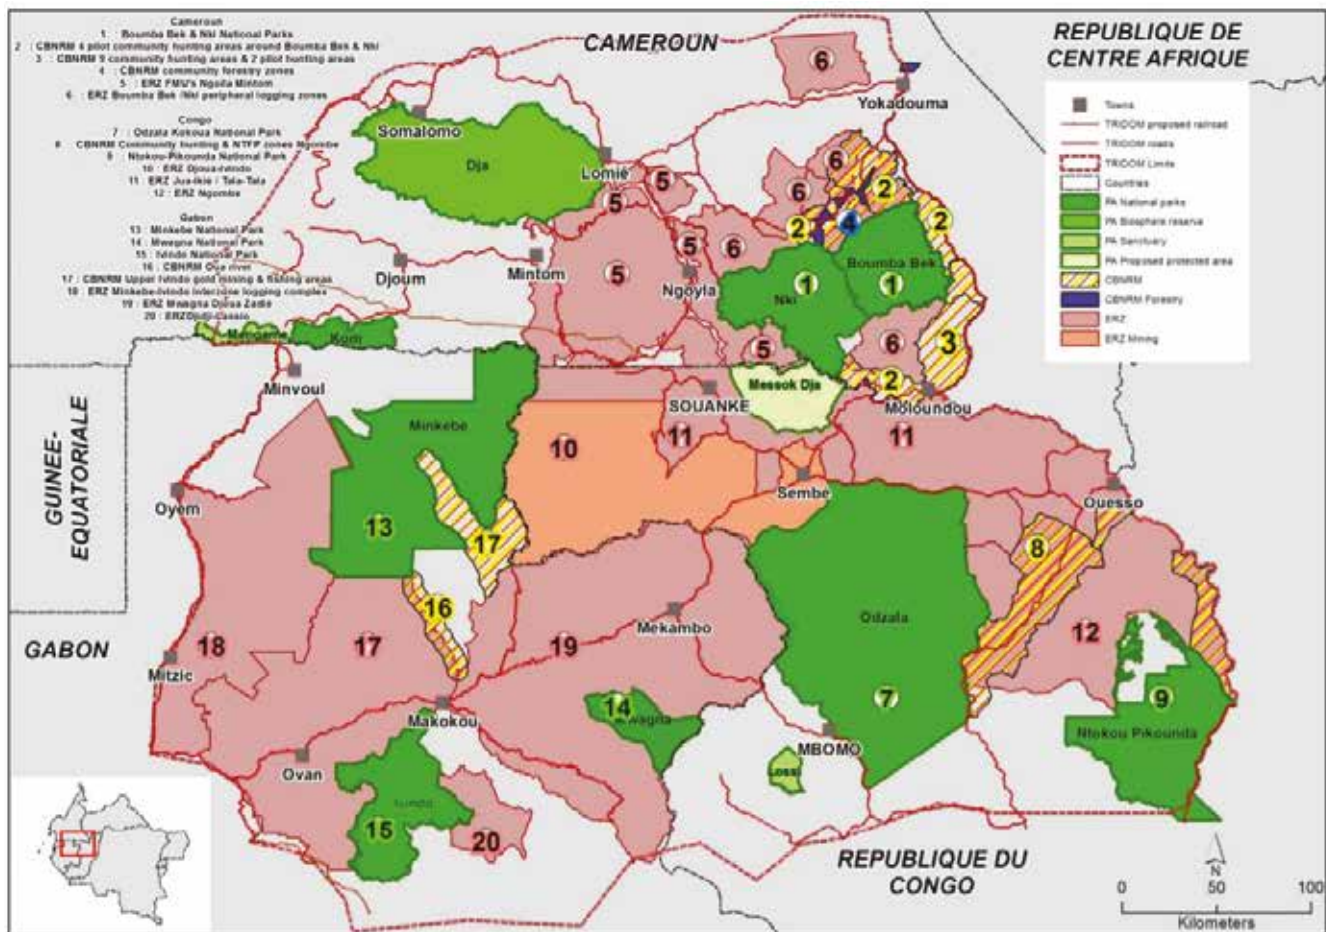 Cameroun
1 : Boumba Bek & Nki National Parks
2 : CBNRM 4 pilot community hunting areas around Boumba Bek & Nki
3 : CBNRM 9 community hunting areas & 2 pilot hunting areas
4 : CBNRM community forestry zones
5 : ERZ FMU's Ngoila Mintom
6 : ERZ Boumba Bek /Nki peripheral logging zones
Congo
7 : Odzala Kokoua National Park
8 : CBNRM Community hunting & NTFP zones Ngombe
9 : Ntokou-Pikounda National Park
10 : ERZ Djoua-Ivindo
11 : ERZ Jua-Ikie / Tala-Tala
12 : ERZ Ngombe
Gabon
13 : Minkebe National Park
14 : Mwagna National Park
15 : Ivindo National Park
16 : CBNRM Oua river
17 : CBNRM Upper Ivindo gold mining & fishing areas
18 : ERZ Minkebe-Ivindo interzone logging complex
19 : ERZ Mwagna Djoua Zadié
20 : ERZDjidji-Lassio
CAMEROUN
REPUBLIQUE DE
CENTRE AFRIQUE
Towns
TRIDOM proposed railroad
TRIDOM roads
TRIDOM Limits
Countries
PA National parks
PA Biosphere reserve
PA Sanctuary
PA Proposed protected area
CBNRM
CBNRM Forestry
ERZ
ERZ Mining
6
Yokadouma
Somalomo
Dja
Lomié
5
5
6
6
2
2
2
4
5
6
5
Djoum
Mintom
Ngoyla
Boumba Bek
1
1
Nki
5
6
3
2
Mengame
Kom
Minvoul
Messok Dja
SOUANKE
Moloundou
GUINEE-
EQUATORIALE
Minkebe
10
11
11
Sembe
Ouesso
Oyem
13
17
8
16
Odzala
GABON
18
17
19
Mekambo
12
Mitzic
14
Mwagna
7
9
Makokou
MBOMO
Ntokou Pikounda
Ovan
Lossi
Ivindo
15
20
REPUBLIQUE DU
CONGO
N
0 50 100
Kilometers